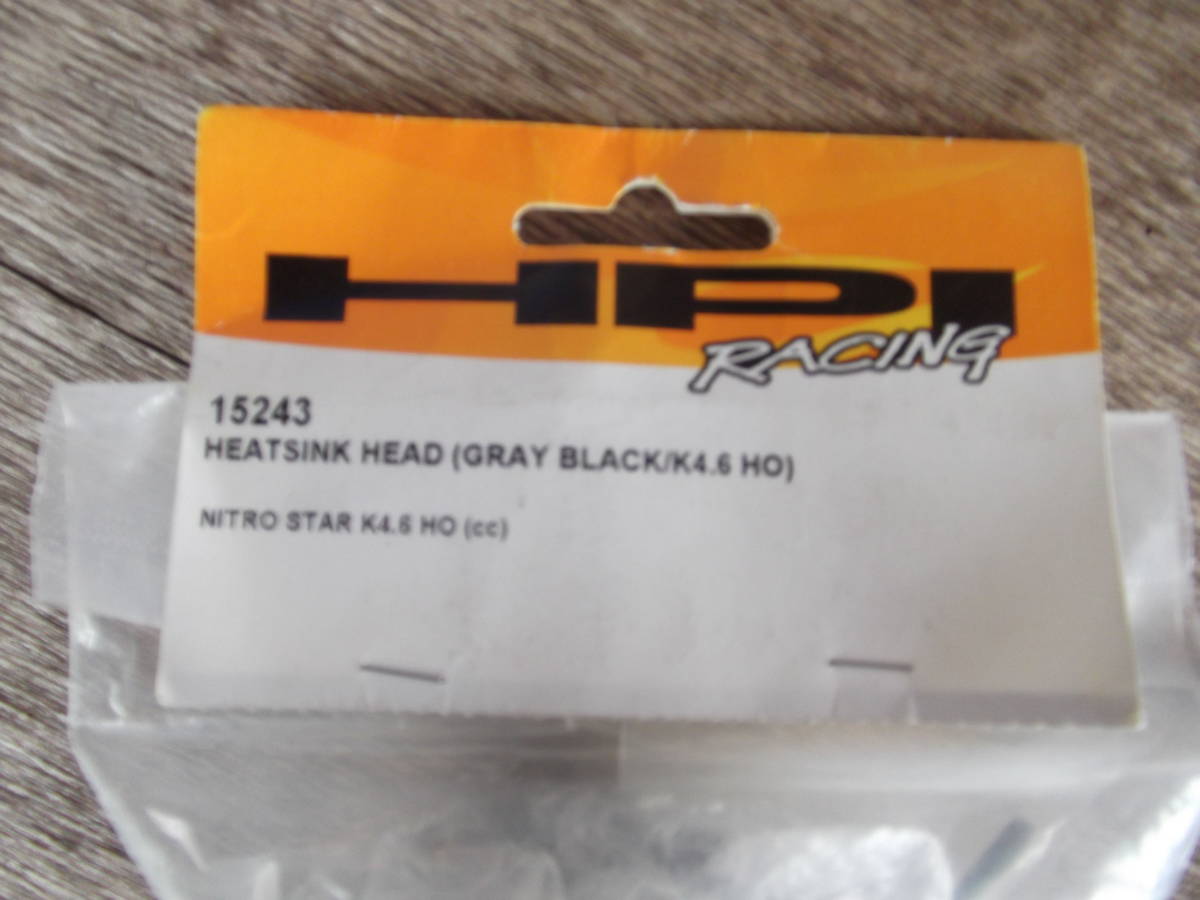 HPI
RACING
15243
HEATSINK HEAD (GRAY BLACK/K4.6 HO)
NITRO STAR K4.6 HO (cc)